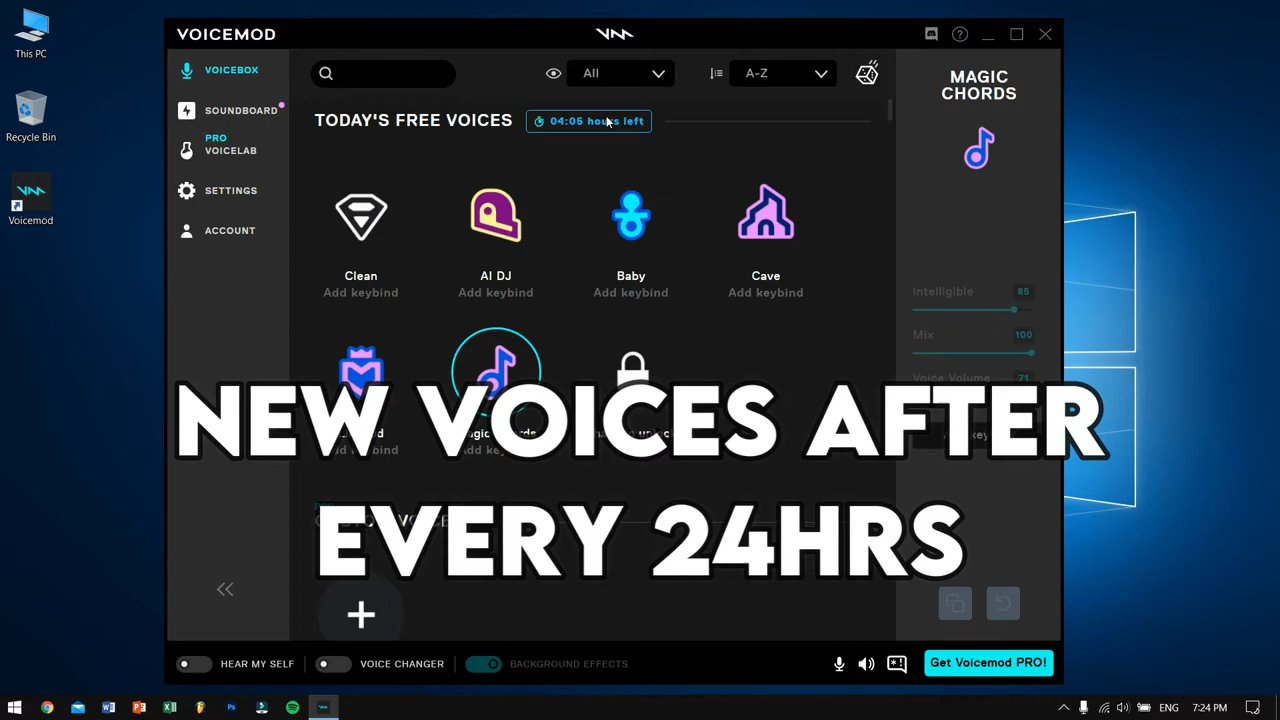 This PC
Recycle Bin
Voicemod
VOICEMOD
VOICEBOX
SOUNDBOARD
PRO
VOICELAB
SETTINGS
ACCOUNT
All
A-Z
TODAY'S FREE VOICES
04:05 hours left
Clean
Add keybind
AI DJ
Add keybind
Baby
Add keybind
Cave
Add keybind
MAGIC
CHORDS
Intelligible 85
Mix 100
Voice Volume 71
NEW VOICES AFTER
EVERY 24HRS
HEAR MY SELF
VOICE CHANGER
BACKGROUND EFFECTS
Get Voicemod PRO!
ENG
7:24 PM